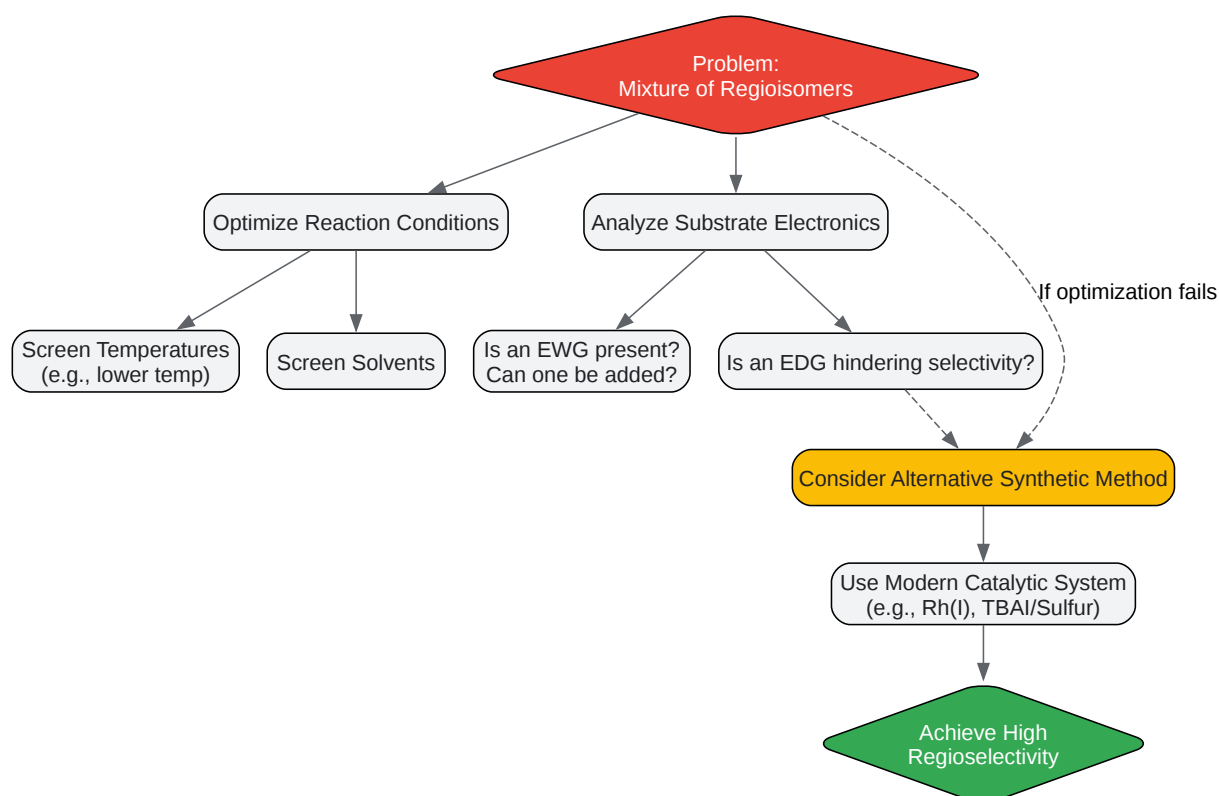 Problem:
Mixture of Regioisomers
Optimize Reaction Conditions
Analyze Substrate Electronics
If optimization fails
Screen Temperatures
(e.g., lower temp)
Screen Solvents
Is an EWG present?
Can one be added?
Is an EDG hindering selectivity?
Consider Alternative Synthetic Method
Use Modern Catalytic System
(e.g., Rh(I), TBAI/Sulfur)
Achieve High
Regioselectivity